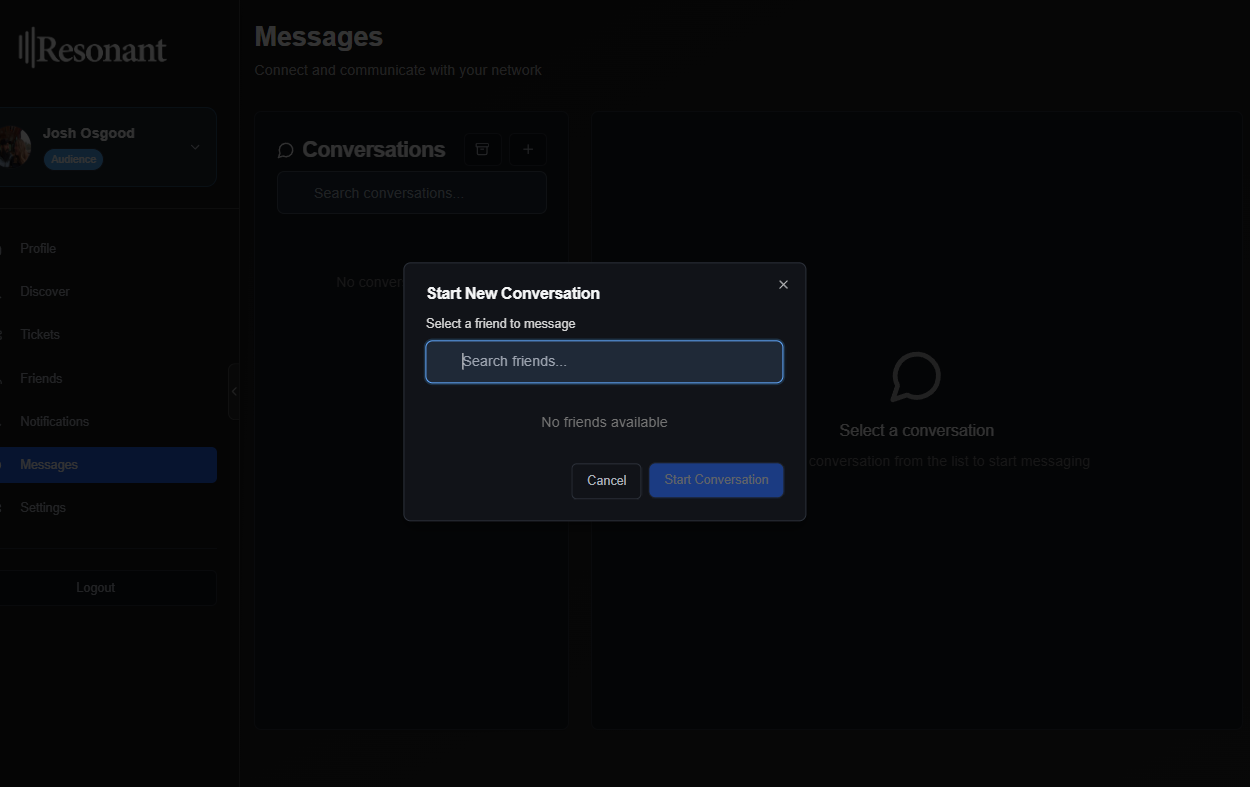 Resonant
Josh Osgood
Audience
Profile
Discover
Tickets
Friends
Notifications
Messages
Settings
Logout
Messages
Connect and communicate with your network
Conversations
Search conversations...
No conver
Start New Conversation
Select a friend to message
Search friends...
No friends available
Cancel
Start Conversation
Select a conversation
conversation from the list to start messaging